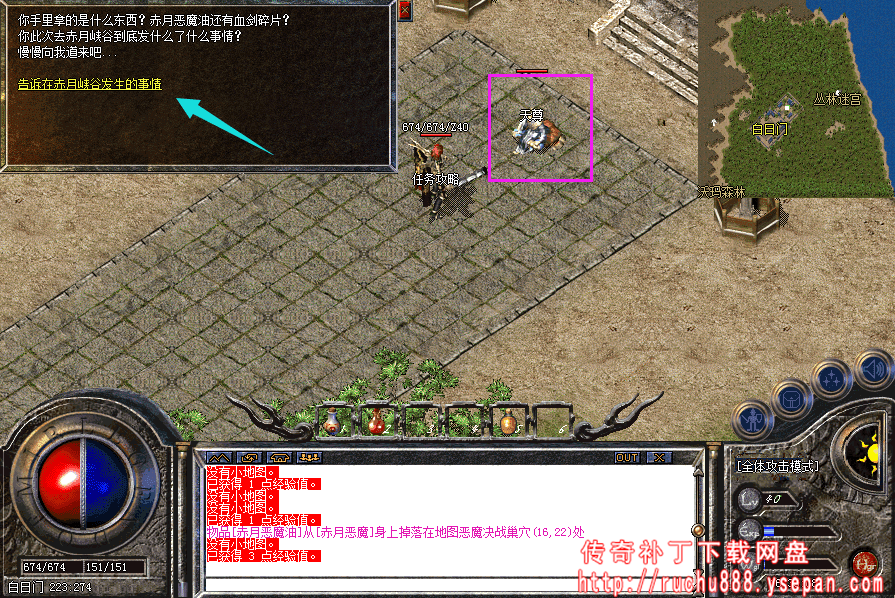 你手里拿的是什么东西？赤月恶魔油还有血剑碎片？
你此次去赤月峡谷到底发什么了什么事情？
慢慢向我道来吧...
告诉在赤月峡谷发生的事情
674/674/Z40
任务攻略
天尊
丛林迷宫
白日门
沃玛森林
OUT
没有小地图。
已获得 1 点经验值。
没有小地图。
没有小地图。
已获得 1 点经验值。
物品[赤月恶魔油]从[赤月恶魔]身上掉落在地图恶魔决战巢穴(16,22)处
没有小地图。
已获得 3 点经验值。
674/674
151/151
白日门 223:274
[全体攻击模式]
Lv
40
Exp
传奇补丁下载网盘
http://ruchu888.ysepan.com